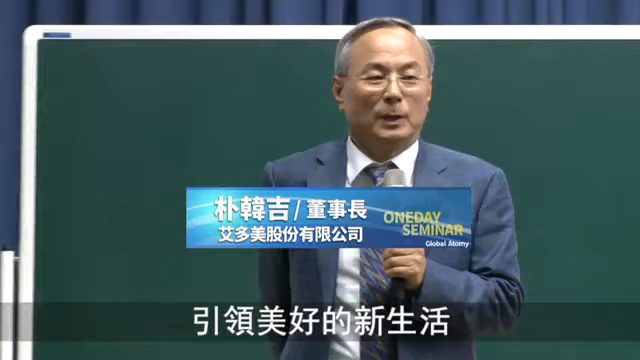 朴韓吉/董事長
艾多美股份有限公司
ONEDAY
SEMINAR
Global Atomy
引領美好的新生活